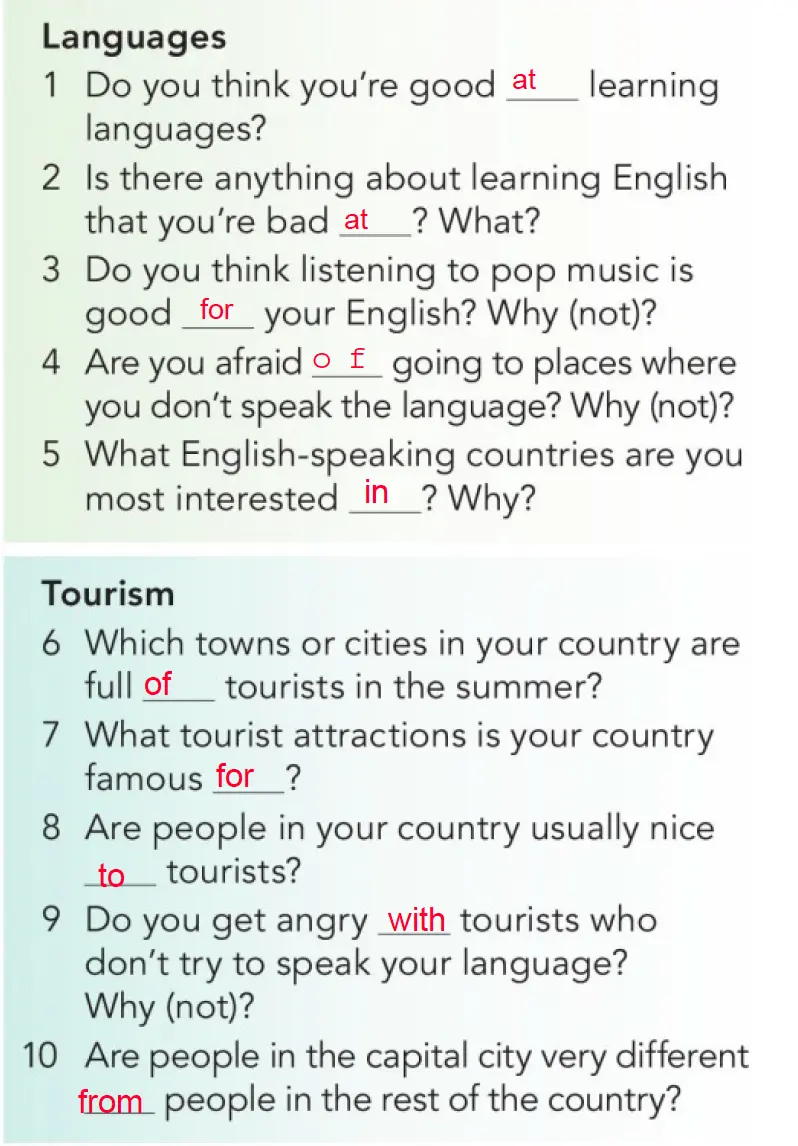 Languages
1 Do you think you're good at learning
languages?
2 Is there anything about learning English
that you're bad at? What?
3 Do you think listening to pop music is
good for your English? Why (not)?
4 Are you afraid o f going to places where
you don't speak the language? Why (not)?
5 What English-speaking countries are you
most interested in? Why?
Tourism
6 Which towns or cities in your country are
full of tourists in the summer?
7 What tourist attractions is your country
famous for?
8 Are people in your country usually nice
to tourists?
9 Do you get angry with tourists who
don't try to speak your language?
Why (not)?
10 Are people in the capital city very different
from people in the rest of the country?